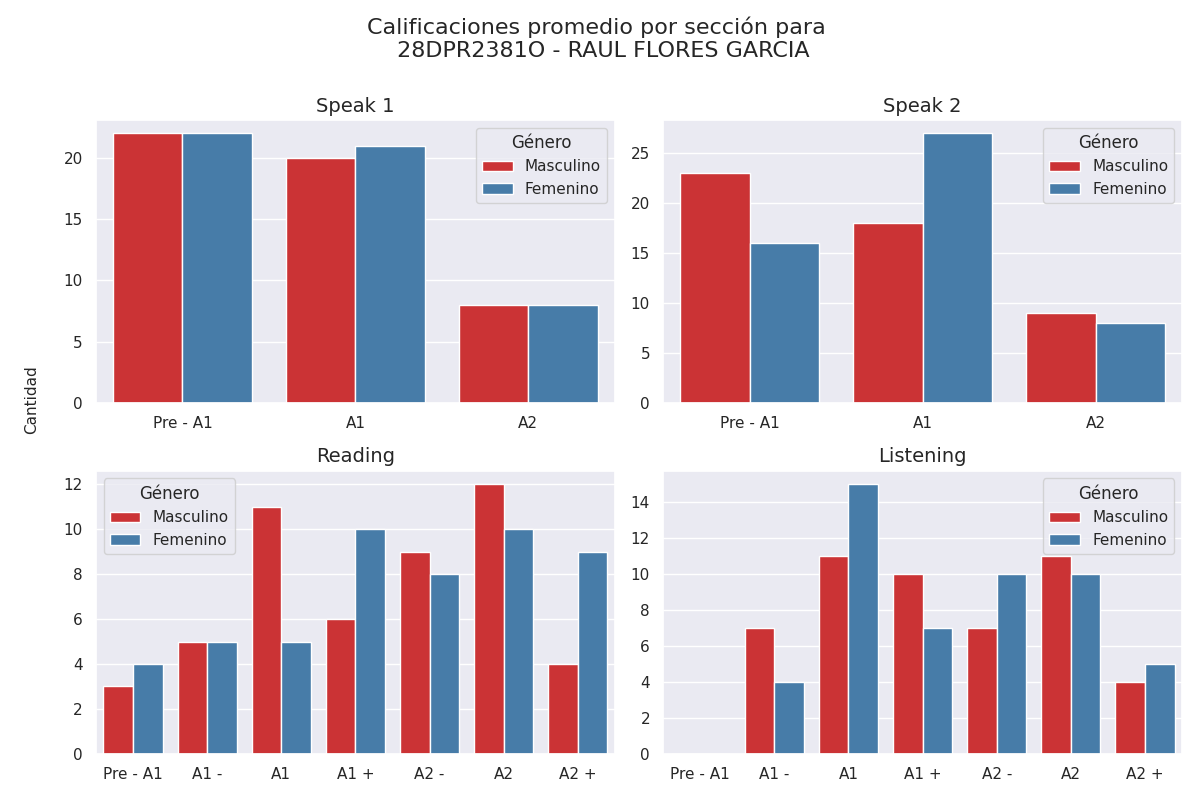 Calificaciones promedio por sección para
28DPR2381O - RAUL FLORES GARCIA
Cantidad
Speak 1
Género
Masculino
Femenino
20
15
10
5
0
Pre - A1
A1
A2
Speak 2
Género
Masculino
Femenino
25
20
15
10
5
0
Pre - A1
A1
A2
Reading
Género
Masculino
Femenino
12
10
8
6
4
2
0
Pre - A1
A1 -
A1
A1 +
A2 -
A2
A2 +
Listening
Género
Masculino
Femenino
14
12
10
8
6
4
2
0
Pre - A1
A1 -
A1
A1 +
A2 -
A2
A2 +